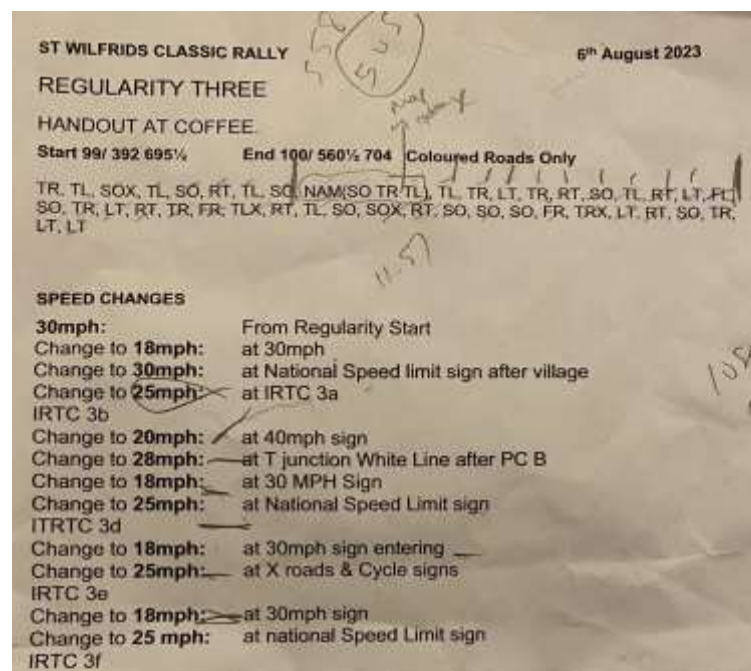 558
505
ST WILFRIDS CLASSIC RALLY 6th August 2023
REGULARITY THREE
HANDOUT AT COFFEE.
Start 99/ 392 695¼ End 100/ 560½ 704 Coloured Roads Only
TR, TL, SOX, TL, SO, RT, TL, SO, NAM(SO TR TL), TL, TR, LT, TR, RT, SO, TL, RT, LT, FL,
SO, TR, LT, RT, TR, FR, TLX, RT, TL, SO, SOX, RT, SO, SO, SO, FR, TRX, LT, RT, SO, TR,
LT, LT
11.57
SPEED CHANGES
30mph: From Regularity Start
Change to 18mph: at 30mph
Change to 30mph: at National Speed limit sign after village
Change to 25mph: at IRTC 3a
IRTC 3b
Change to 20mph: at 40mph sign
Change to 28mph: at T junction White Line after PC B
Change to 18mph: at 30 MPH Sign
Change to 25mph: at National Speed Limit sign
ITRTC 3d
Change to 18mph: at 30mph sign entering
Change to 25mph: at X roads & Cycle signs
IRTC 3e
Change to 18mph: at 30mph sign
Change to 25 mph: at national Speed Limit sign
IRTC 3f